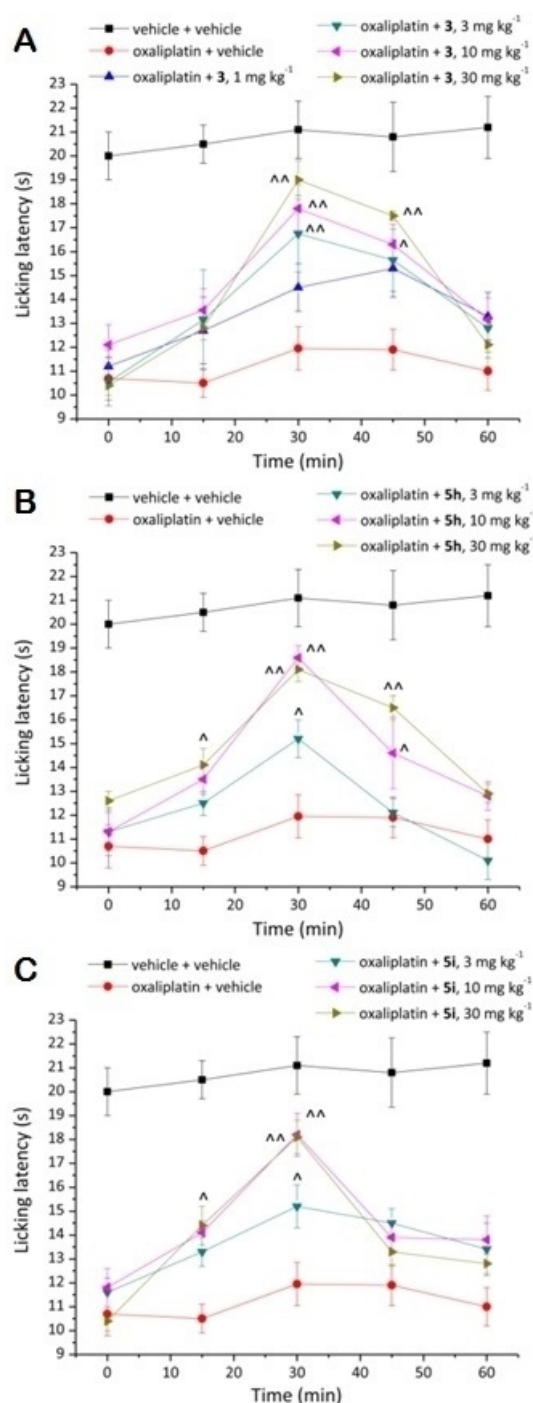 A
vehicle + vehicle
oxaliplatin + vehicle
oxaliplatin + 3, 1 mg kg⁻¹
oxaliplatin + 3, 3 mg kg⁻¹
oxaliplatin + 3, 10 mg kg⁻¹
oxaliplatin + 3, 30 mg kg⁻¹
Licking latency (s)
23
22
21
20
19
18
17
16
15
14
13
12
11
10
9
^^
^^
^^
^^
^
0 10 20 30 40 50 60
Time (min)
B
vehicle + vehicle
oxaliplatin + vehicle
oxaliplatin + 5h, 3 mg kg⁻¹
oxaliplatin + 5h, 10 mg kg⁻¹
oxaliplatin + 5h, 30 mg kg⁻¹
Licking latency (s)
23
22
21
20
19
18
17
16
15
14
13
12
11
10
9
^^
^^
^^
^
^
^
0 10 20 30 40 50 60
Time (min)
C
vehicle + vehicle
oxaliplatin + vehicle
oxaliplatin + 5i, 3 mg kg⁻¹
oxaliplatin + 5i, 10 mg kg⁻¹
oxaliplatin + 5i, 30 mg kg⁻¹
Licking latency (s)
23
22
21
20
19
18
17
16
15
14
13
12
11
10
9
^^
^^
^
^
0 10 20 30 40 50 60
Time (min)